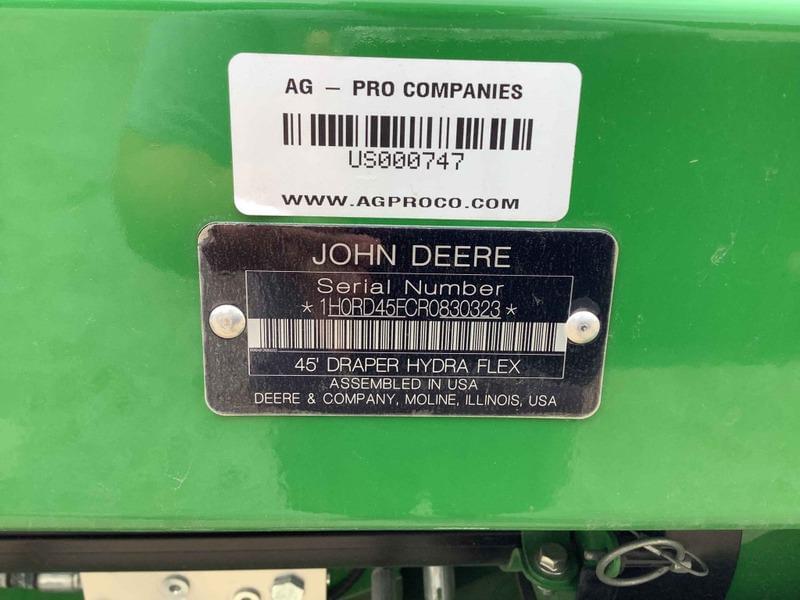 AG — PRO COMPANIES
US000747
WWW.AGPROCO.COM
JOHN DEERE
Serial Number
*1H0RD45FCR0830323*
45' DRAPER HYDRA FLEX
ASSEMBLED IN USA
DEERE & COMPANY, MOLINE, ILLINOIS, USA